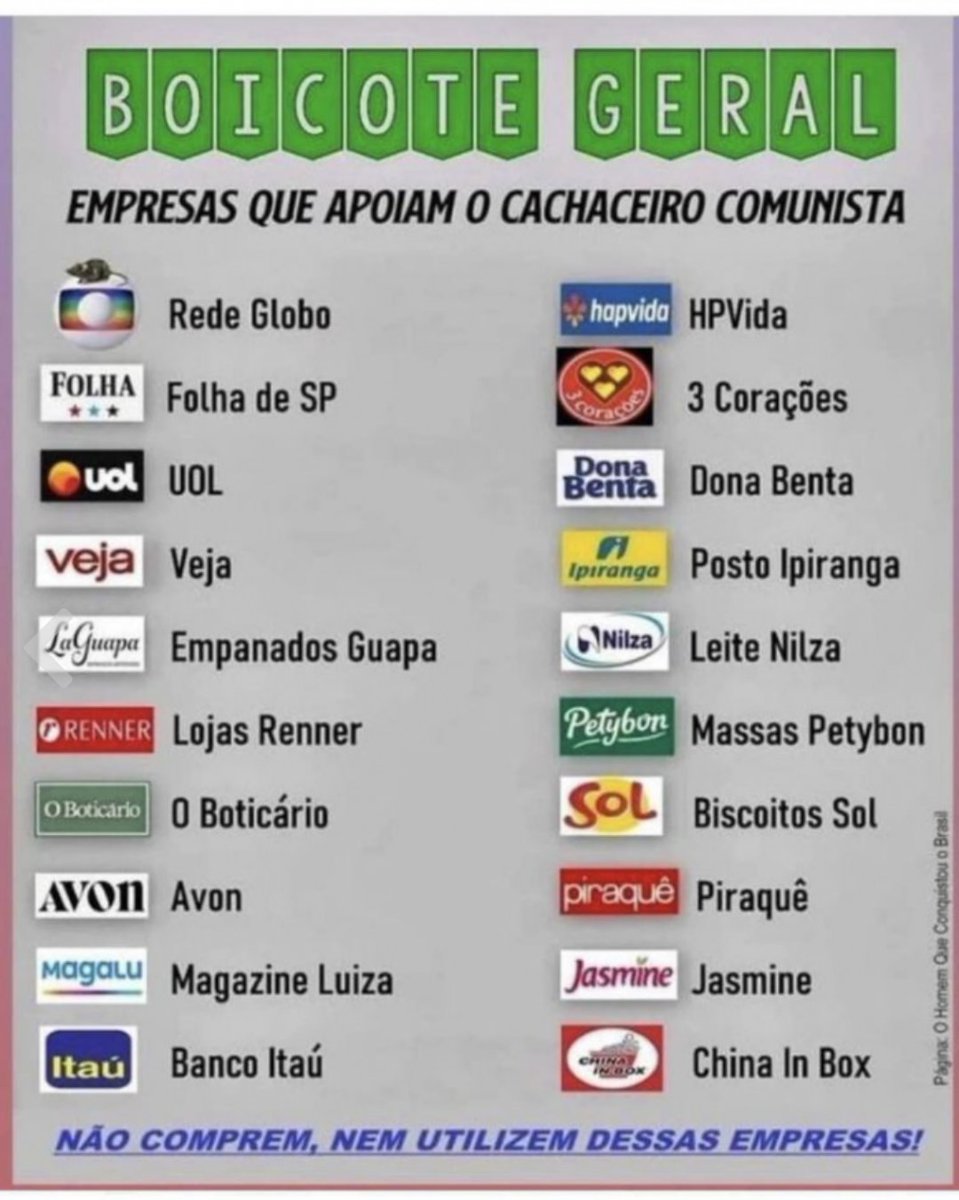 BOICOTE GERAL
EMPRESAS QUE APOIAM O CACHACEIRO COMUNISTA
Rede Globo
FOLHA
Folha de SP
uol
UOL
veja
Veja
LaGuapa
Empanados Guapa
RENNER
Lojas Renner
O Boticário
O Boticário
AVON
Avon
Magalu
Magazine Luiza
Itaú
Banco Itaú
hapvida
HPVida
3 corações
3 Corações
Dona
Benta
Dona Benta
Ipiranga
Posto Ipiranga
Nilza
Leite Nilza
Petybon
Massas Petybon
SOL
Biscoitos Sol
piraquê
Piraquê
Jasmine
Jasmine
CHINA
IN BOX
China In Box
Página: O Homem Que Conquistou o Brasil
NÃO COMPREM, NEM UTILIZEM DESSAS EMPRESAS!